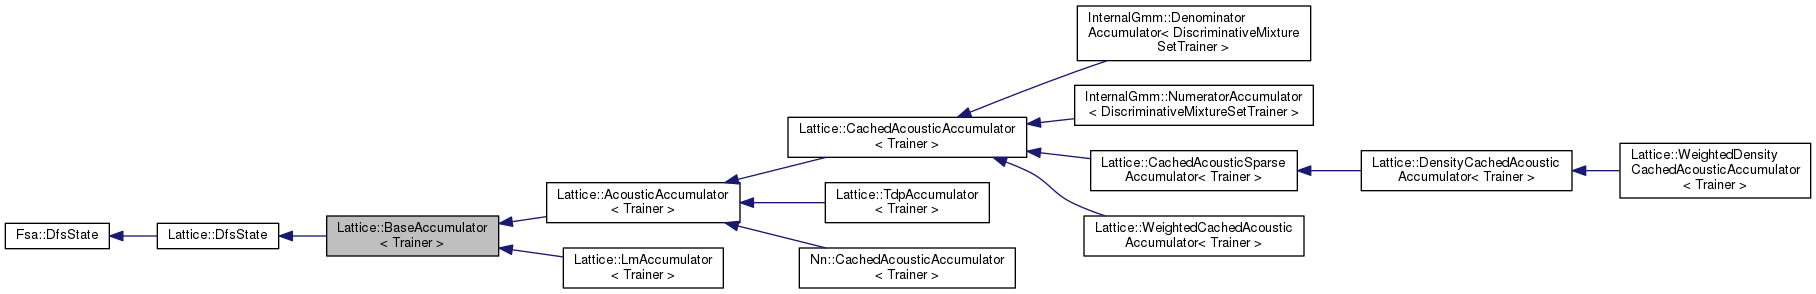 Fsa::DfsState
Lattice::DfsState
Lattice::BaseAccumulator
< Trainer >
Lattice::AcousticAccumulator
< Trainer >
Lattice::LmAccumulator
< Trainer >
Lattice::CachedAcousticAccumulator
< Trainer >
Lattice::TdpAccumulator
< Trainer >
Nn::CachedAcousticAccumulator
< Trainer >
InternalGmm::Denominator
Accumulator< DiscriminativeMixture
SetTrainer >
InternalGmm::NumeratorAccumulator
< DiscriminativeMixtureSetTrainer >
Lattice::CachedAcousticSparse
Accumulator< Trainer >
Lattice::WeightedCachedAcoustic
Accumulator< Trainer >
Lattice::DensityCachedAcoustic
Accumulator< Trainer >
Lattice::WeightedDensity
CachedAcousticAccumulator
< Trainer >